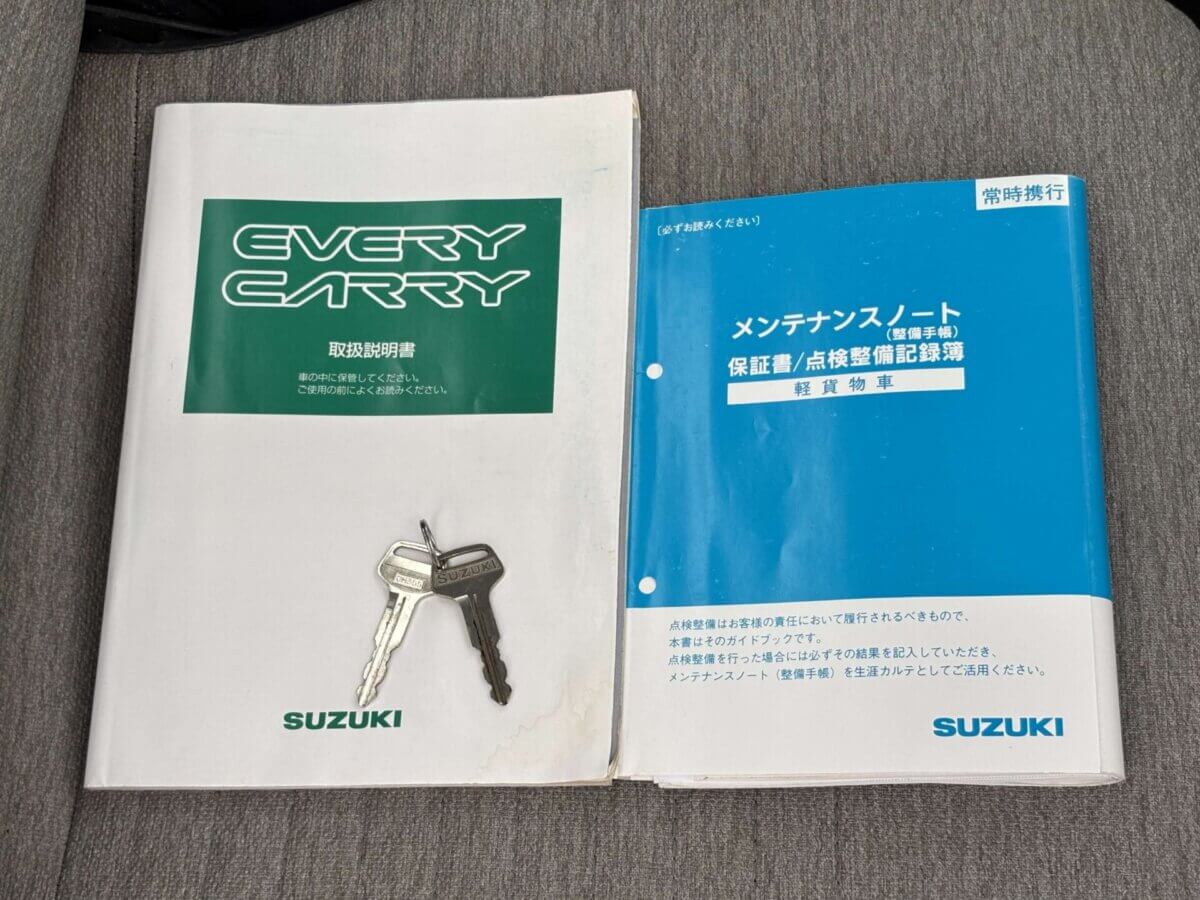 EVERY
CARRY
取扱説明書
車の中に保管してください。
ご使用の前によくお読みください。
SUZUKI
SUZUKI
常時携行
〔必ずお読みください〕
メンテナンスノート
(整備手帳)
保証書/点検整備記録簿
軽貨物車
点検整備はお客様の責任において履行されるべきもので、
本書はそのガイドブックです。
点検整備を行った場合には必ずその結果を記入していただき、
メンテナンスノート(整備手帳)を生涯カルテとしてご活用ください。
SUZUKI